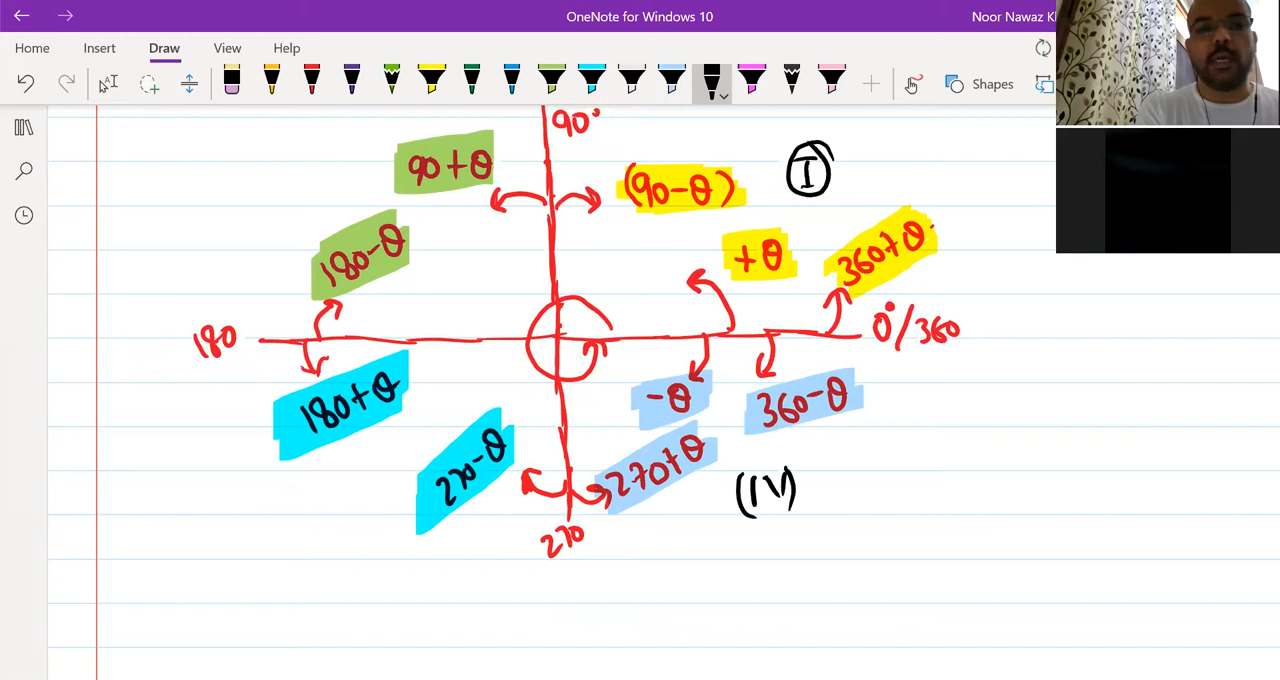 OneNote for Windows 10
Noor Nawaz Kh
Home Insert Draw View Help
Shapes
90°
90+θ
(90-θ)
I
180-θ
+θ
360+θ
180
0°/360
180+θ
-θ
360-θ
270-θ
270+θ
(IV)
270